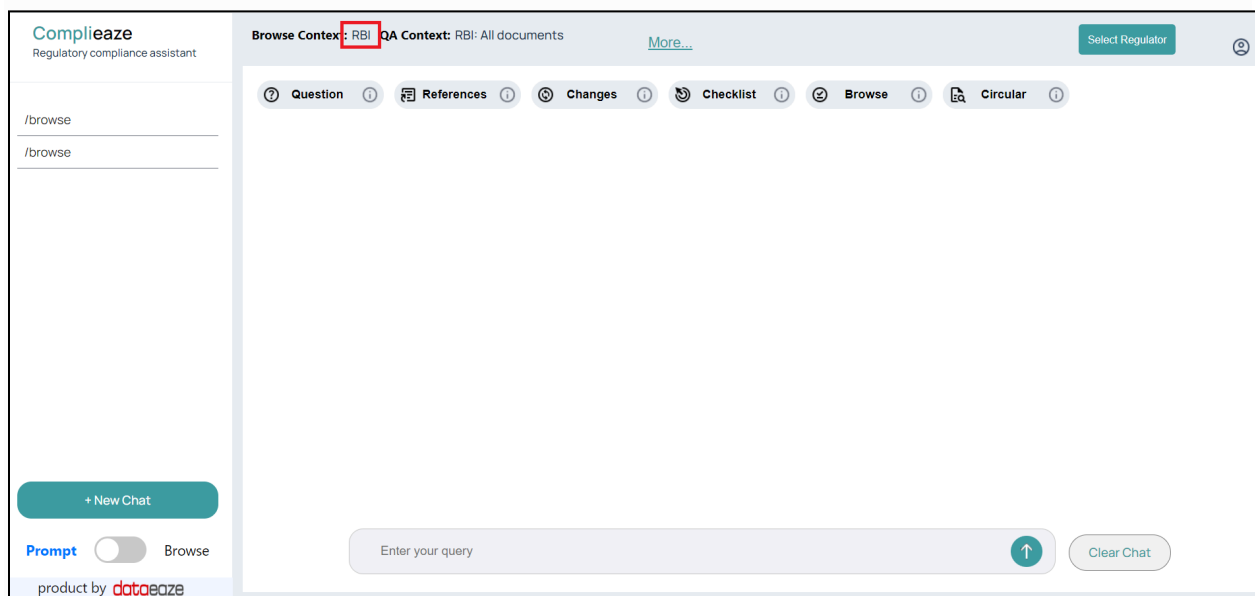 Complieaze
Regulatory compliance assistant
Browse Context: RBI QA Context: RBI: All documents
More...
Select Regulator
Question
References
Changes
Checklist
Browse
Circular
/browse
/browse
+ New Chat
Prompt Browse
product by dataeaze
Enter your query
Clear Chat